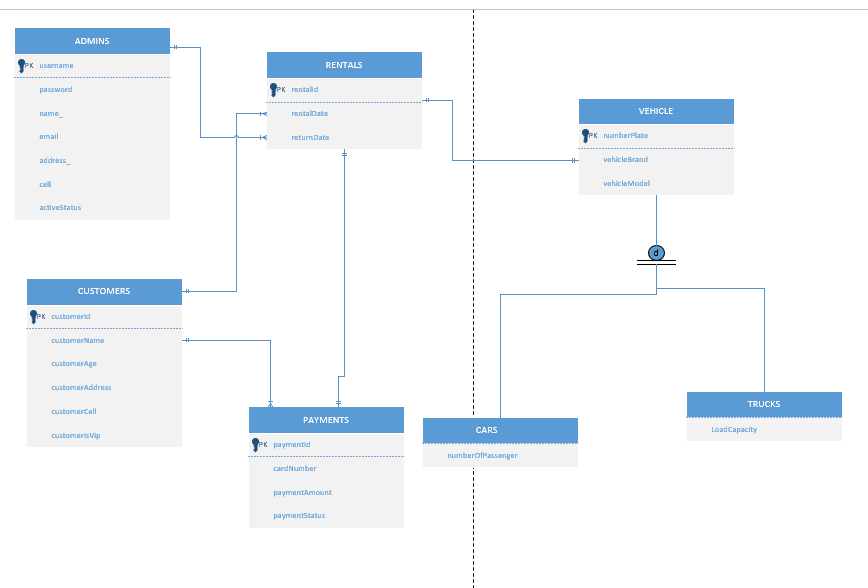 ADMINS
PK username
password
name_
email
address_
cell
activeStatus
RENTALS
PK rentalId
rentalDate
returnDate
VEHICLE
PK numberPlate
vehicleBrand
vehicleModel
d
CUSTOMERS
PK customerId
customerName
customerAge
customerAddress
customerCell
customerIsVip
PAYMENTS
PK paymentId
cardNumber
paymentAmount
paymentStatus
CARS
numberOfPassenger
TRUCKS
LoadCapacity